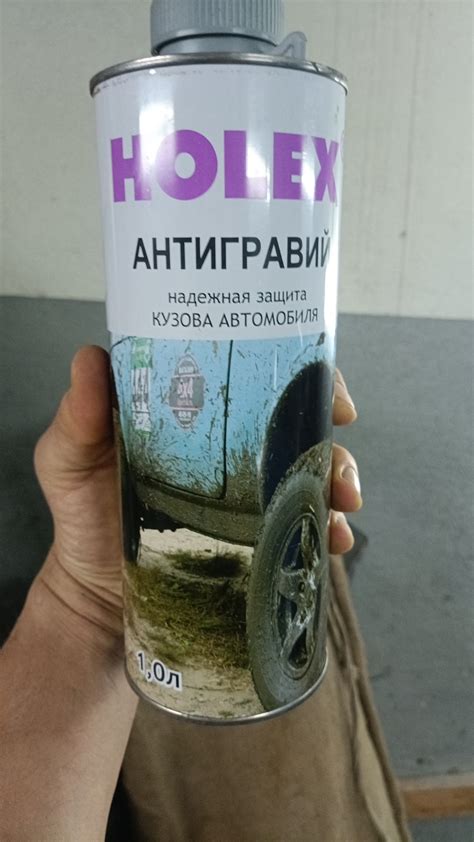 HOLEX
АНТИГРАВИЙ
надежная защита
КУЗОВА АВТОМОБИЛЯ
1,0л